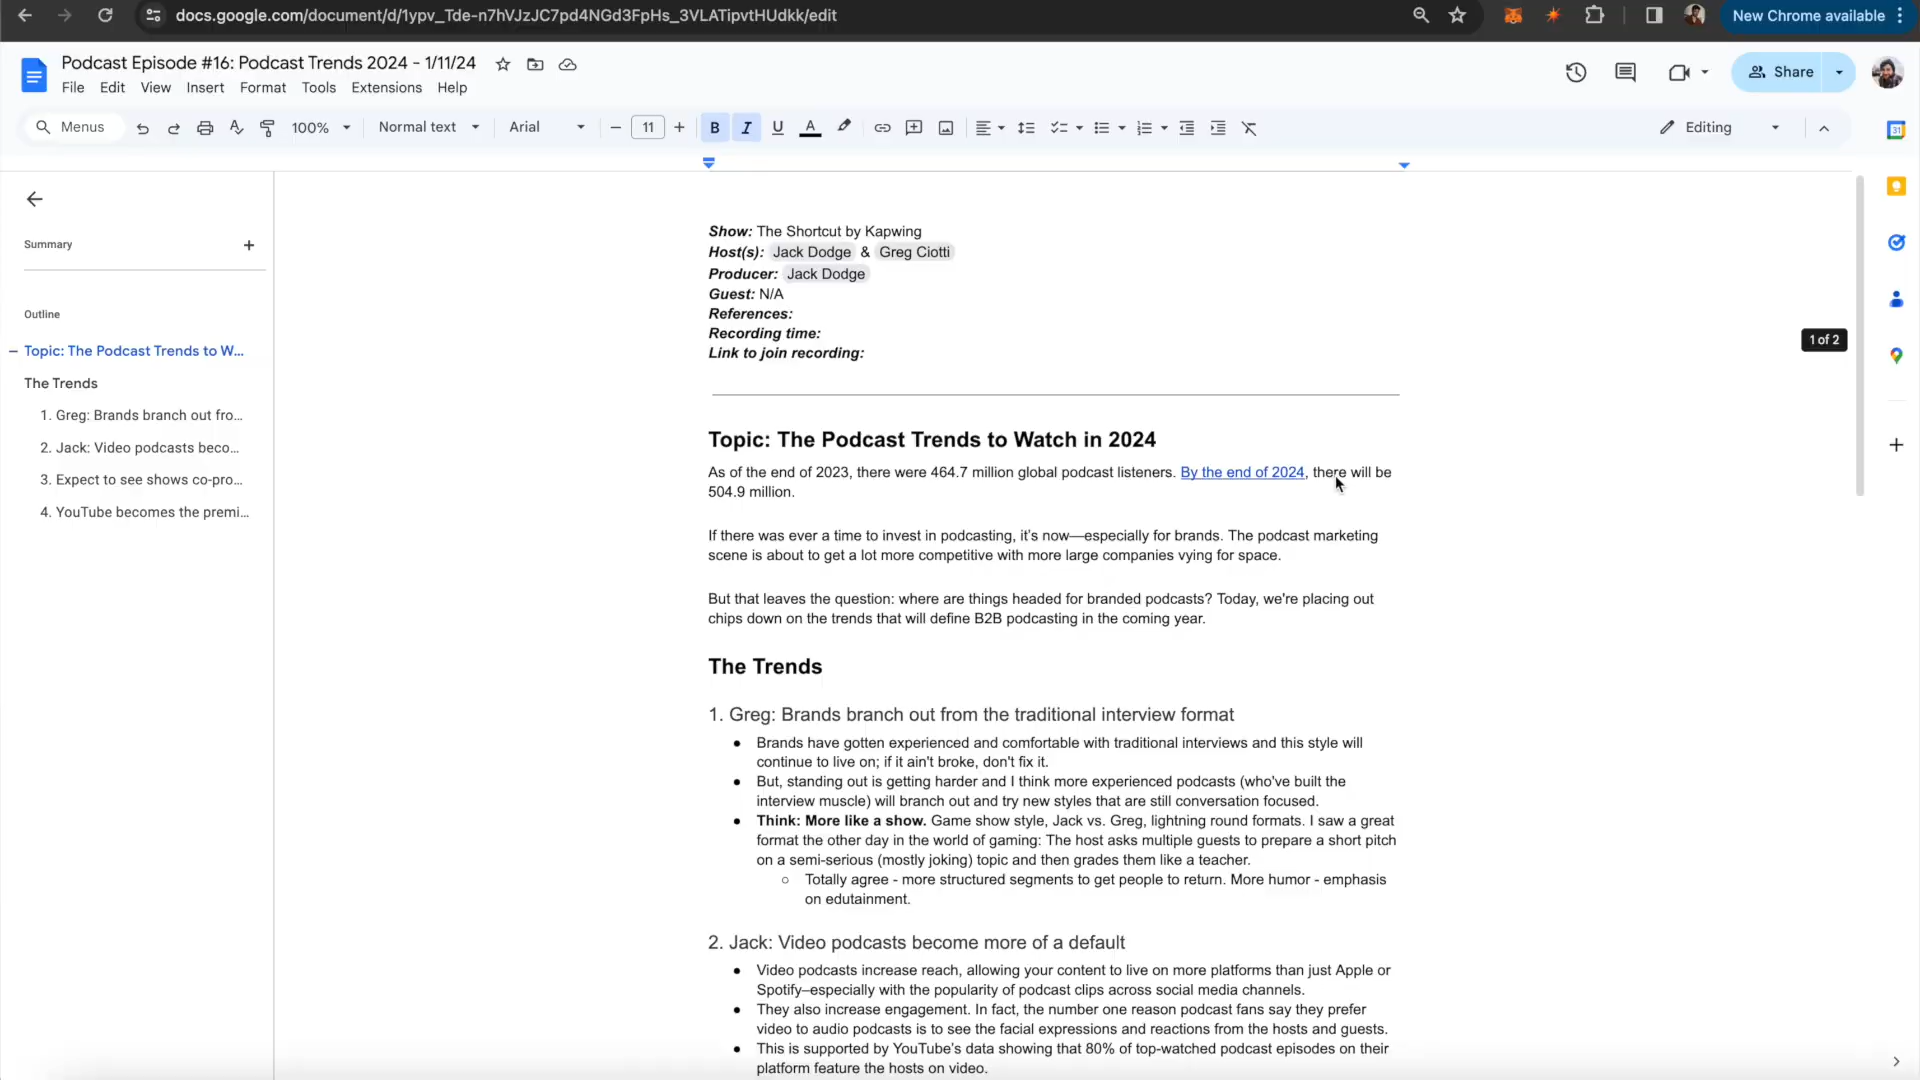 docs.google.com/document/d/1ypv_Tde-n7hVJzJC7pd4NGd3FpHs_3VLATipvtHUdkk/edit
New Chrome available
Podcast Episode #16: Podcast Trends 2024 - 1/11/24
File Edit View Insert Format Tools Extensions Help
Share
Menus 100% Normal text Arial 11 B I U A Editing
31
Summary
Outline
Topic: The Podcast Trends to W...
The Trends
1. Greg: Brands branch out fro...
2. Jack: Video podcasts beco...
3. Expect to see shows co-pro...
4. YouTube becomes the premi...
1 of 2
Show: The Shortcut by Kapwing
Host(s): Jack Dodge & Greg Ciotti
Producer: Jack Dodge
Guest: N/A
References:
Recording time:
Link to join recording:
Topic: The Podcast Trends to Watch in 2024
As of the end of 2023, there were 464.7 million global podcast listeners. By the end of 2024, there will be
504.9 million.
If there was ever a time to invest in podcasting, it's now—especially for brands. The podcast marketing
scene is about to get a lot more competitive with more large companies vying for space.
But that leaves the question: where are things headed for branded podcasts? Today, we're placing out
chips down on the trends that will define B2B podcasting in the coming year.
The Trends
1. Greg: Brands branch out from the traditional interview format
● Brands have gotten experienced and comfortable with traditional interviews and this style will
continue to live on; if it ain't broke, don't fix it.
● But, standing out is getting harder and I think more experienced podcasts (who've built the
interview muscle) will branch out and try new styles that are still conversation focused.
● Think: More like a show. Game show style, Jack vs. Greg, lightning round formats. I saw a great
format the other day in the world of gaming: The host asks multiple guests to prepare a short pitch
on a semi-serious (mostly joking) topic and then grades them like a teacher.
○ Totally agree - more structured segments to get people to return. More humor - emphasis
on edutainment.
2. Jack: Video podcasts become more of a default
● Video podcasts increase reach, allowing your content to live on more platforms than just Apple or
Spotify–especially with the popularity of podcast clips across social media channels.
● They also increase engagement. In fact, the number one reason podcast fans say they prefer
video to audio podcasts is to see the facial expressions and reactions from the hosts and guests.
● This is supported by YouTube's data showing that 80% of top-watched podcast episodes on their
platform feature the hosts on video.